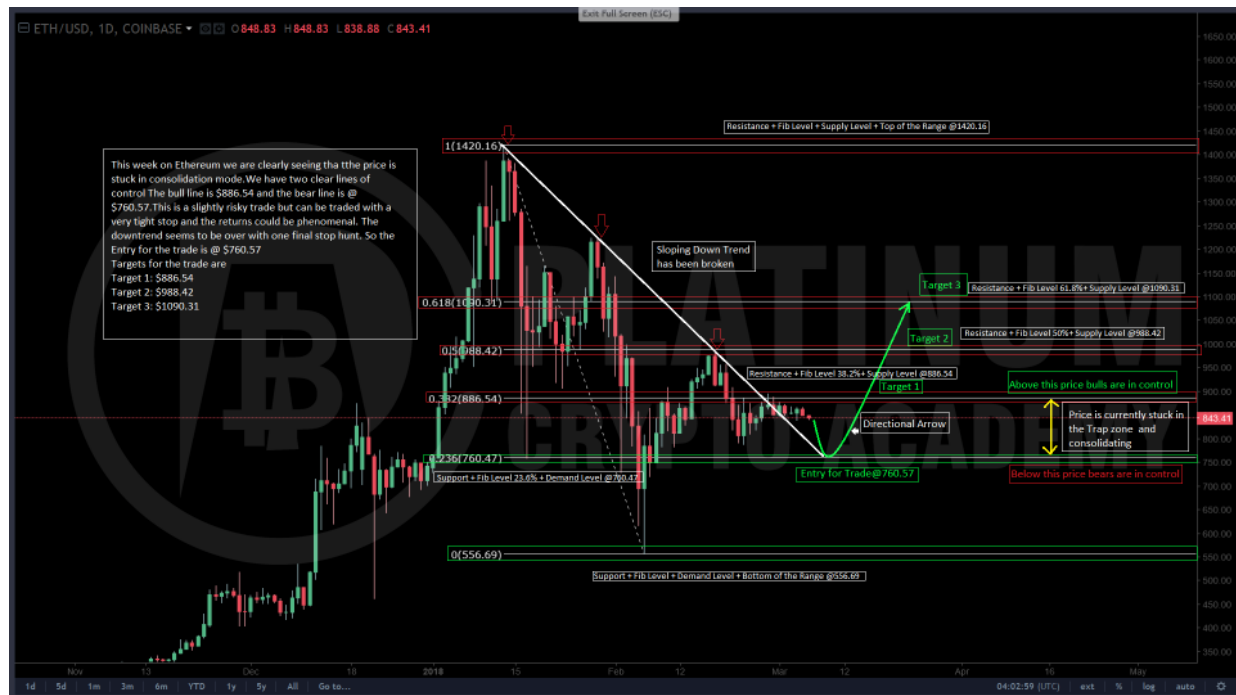 Exit Full Screen (ESC)
ETH/USD, 1D, COINBASE O848.83 H848.83 L838.88 C843.41
This week on Ethereum we are clearly seeing tha tthe price is
stuck in consolidation mode.We have two clear lines of
control The bull line is $886.54 and the bear line is @
$760.57.This is a slightly risky trade but can be traded with a
very tight stop and the returns could be phenomenal. The
downtrend seems to be over with one final stop hunt. So the
Entry for the trade is @ $760.57
Targets for the trade are
Target 1: $886.54
Target 2: $988.42
Target 3: $1090.31
Resistance + Fib Level + Supply Level + Top of the Range @1420.16
1(1420.16)
Sloping Down Trend
has been broken
PLATINUM
CRYPTO ACADEMY
Target 3
Resistance + Fib Level 61.8%+ Supply Level @1090.31
0.618(1090.31)
Target 2
Resistance + Fib Level 50%+ Supply Level @988.42
0.5(988.42)
Resistance + Fib Level 38.2%+ Supply Level @886.54
Target 1
Above this price bulls are in control
0.382(886.54)
Price is currently stuck in
the Trap zone and
consolidating
Directional Arrow
0.236(760.47)
Support + Fib Level 23.6% + Demand Level @760.47
Entry for Trade@760.57
Below this price bears are in control
0(556.69)
Support + Fib Level + Demand Level + Bottom of the Range @556.69
1650.00
1600.00
1550.00
1500.00
1450.00
1400.00
1350.00
1300.00
1250.00
1200.00
1150.00
1100.00
1050.00
1000.00
950.00
900.00
843.41
800.00
750.00
700.00
650.00
600.00
550.00
500.00
450.00
400.00
350.00
Nov 13 Dec 18 2018 15 Feb 12 Mar 12 Apr 16 May
1d 5d 1m 3m 6m YTD 1y 5y All Go to... 04:02:59 (UTC) ext % log auto